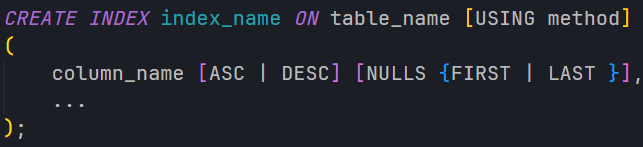 CREATE INDEX index_name ON table_name [USING method]
(
    column_name [ASC | DESC] [NULLS {FIRST | LAST }],
    ...
);